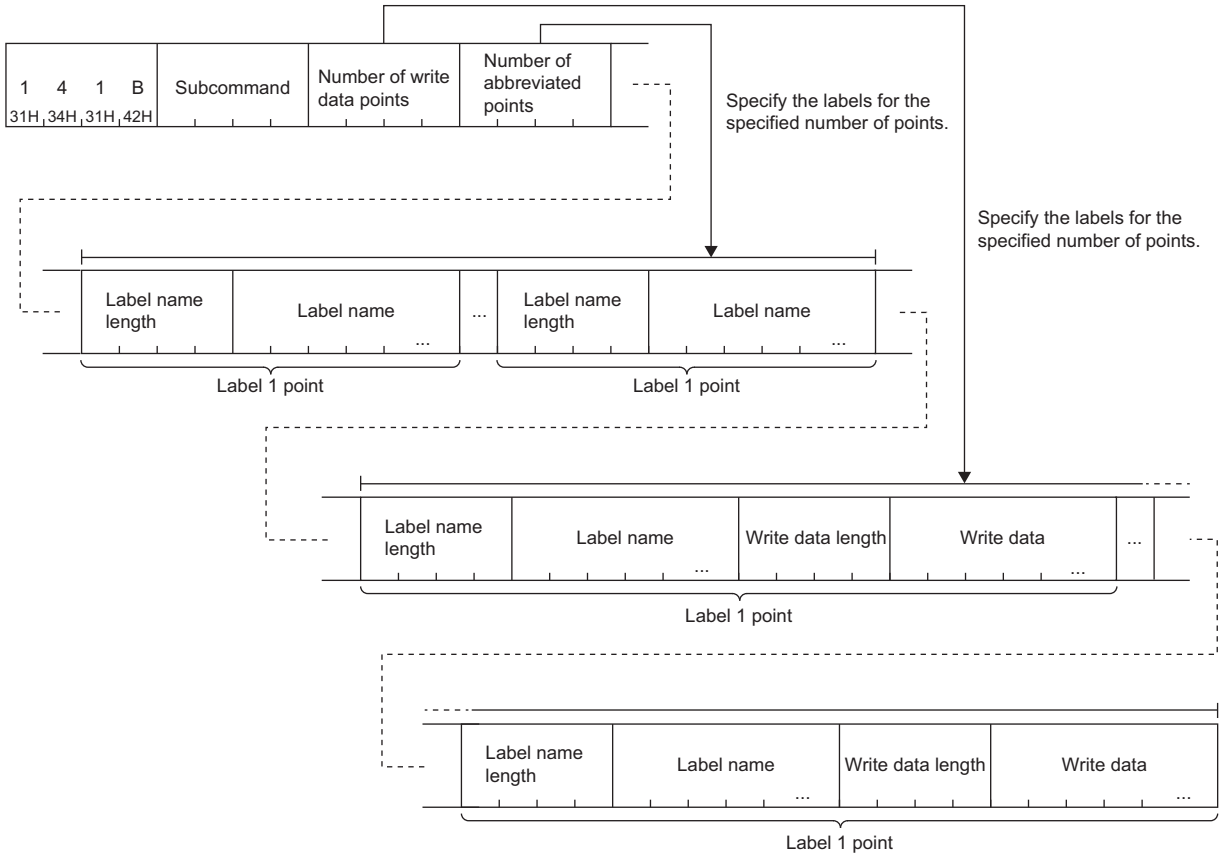 1 4 1 B
31H 34H 31H 42H
Subcommand
Number of write
data points
Number of
abbreviated
points
Specify the labels for the
specified number of points.
Specify the labels for the
specified number of points.
Label name
length
Label name
...
...
Label name
length
Label name
...
Label 1 point
Label 1 point
Label name
length
Label name
...
Write data length
Write data
...
...
Label 1 point
Label name
length
Label name
...
Write data length
Write data
...
Label 1 point